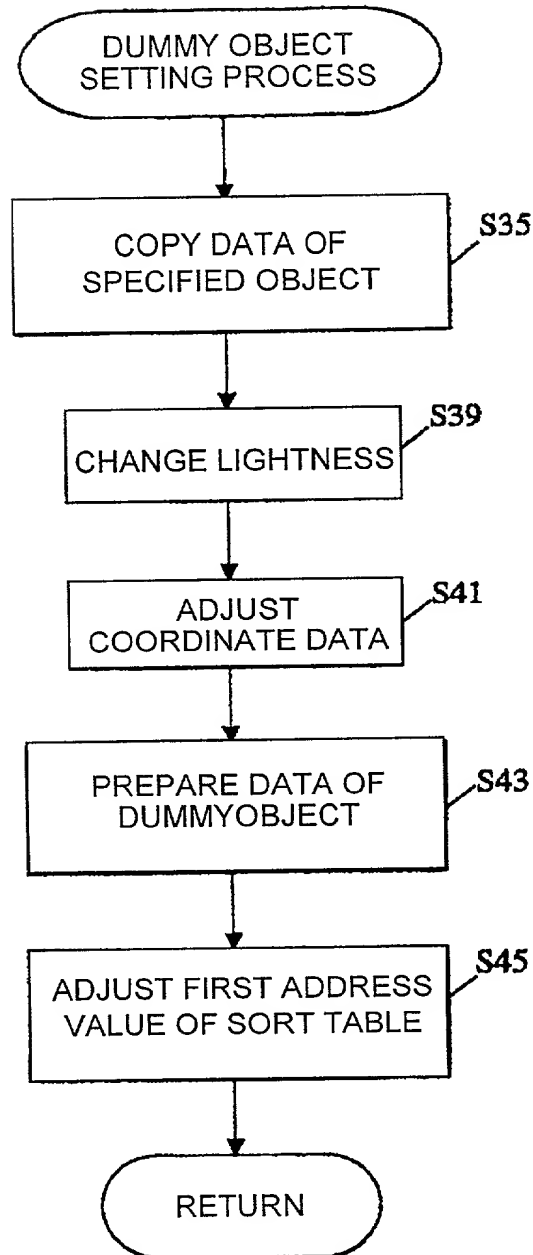 DUMMY OBJECT
SETTING PROCESS
S35
COPY DATA OF
SPECIFIED OBJECT
S39
CHANGE LIGHTNESS
S41
ADJUST
COORDINATE DATA
S43
PREPARE DATA OF
DUMMYOBJECT
S45
ADJUST FIRST ADDRESS
VALUE OF SORT TABLE
RETURN